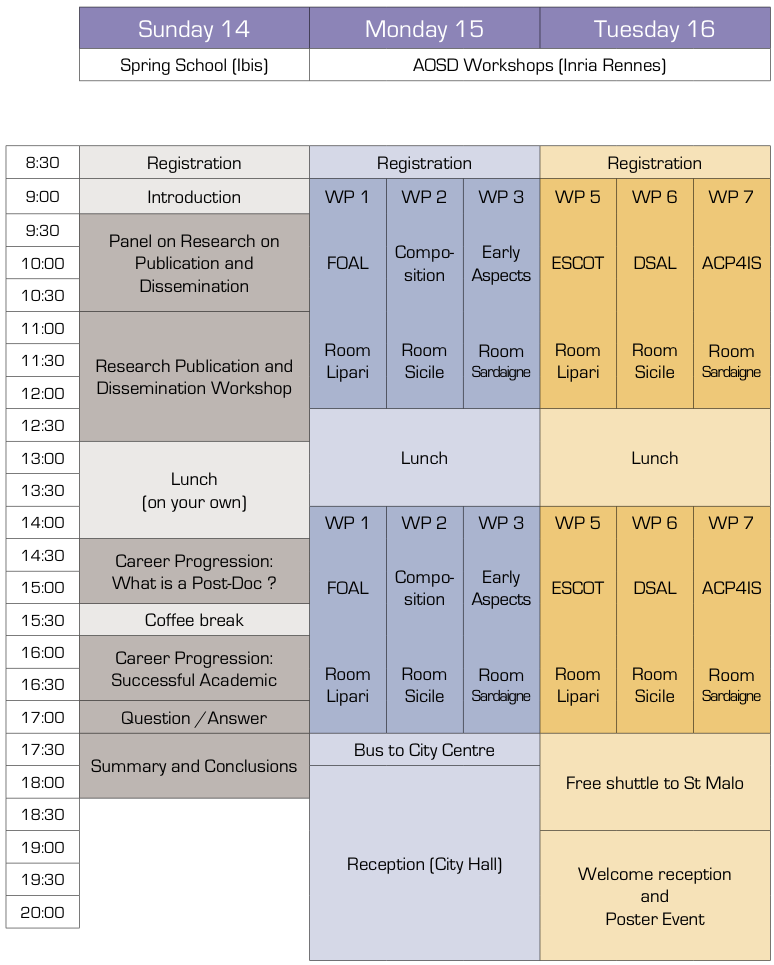 Sunday 14 Monday 15 Tuesday 16
Spring School (Ibis) AOSD Workshops (Inria Rennes)
8:30 Registration Registration Registration
9:00 Introduction WP 1 WP 2 WP 3 WP 5 WP 6 WP 7
9:30
Panel on Research on
10:00 Publication and FOAL Compo-
sition Early
Aspects ESCOT DSAL ACP4IS
10:30 Dissemination
11:00
11:30 Research Publication and
Dissemination Workshop Room
Lipari Room
Sicile Room
Sardaigne Room
Lipari Room
Sicile Room
Sardaigne
12:00
12:30
13:00 Lunch Lunch
13:30 Lunch
(on your own)
14:00 WP 1 WP 2 WP 3 WP 5 WP 6 WP 7
14:30 Career Progression:
What is a Post-Doc ?
15:00 FOAL Compo-
sition Early
Aspects ESCOT DSAL ACP4IS
15:30 Coffee break
16:00 Career Progression:
Successful Academic
16:30 Room
Lipari Room
Sicile Room
Sardaigne Room
Lipari Room
Sicile Room
Sardaigne
17:00 Question / Answer
17:30 Bus to City Centre
Summary and Conclusions
18:00 Free shuttle to St Malo
18:30
19:00 Reception (City Hall)
19:30 Welcome reception
and
20:00 Poster Event